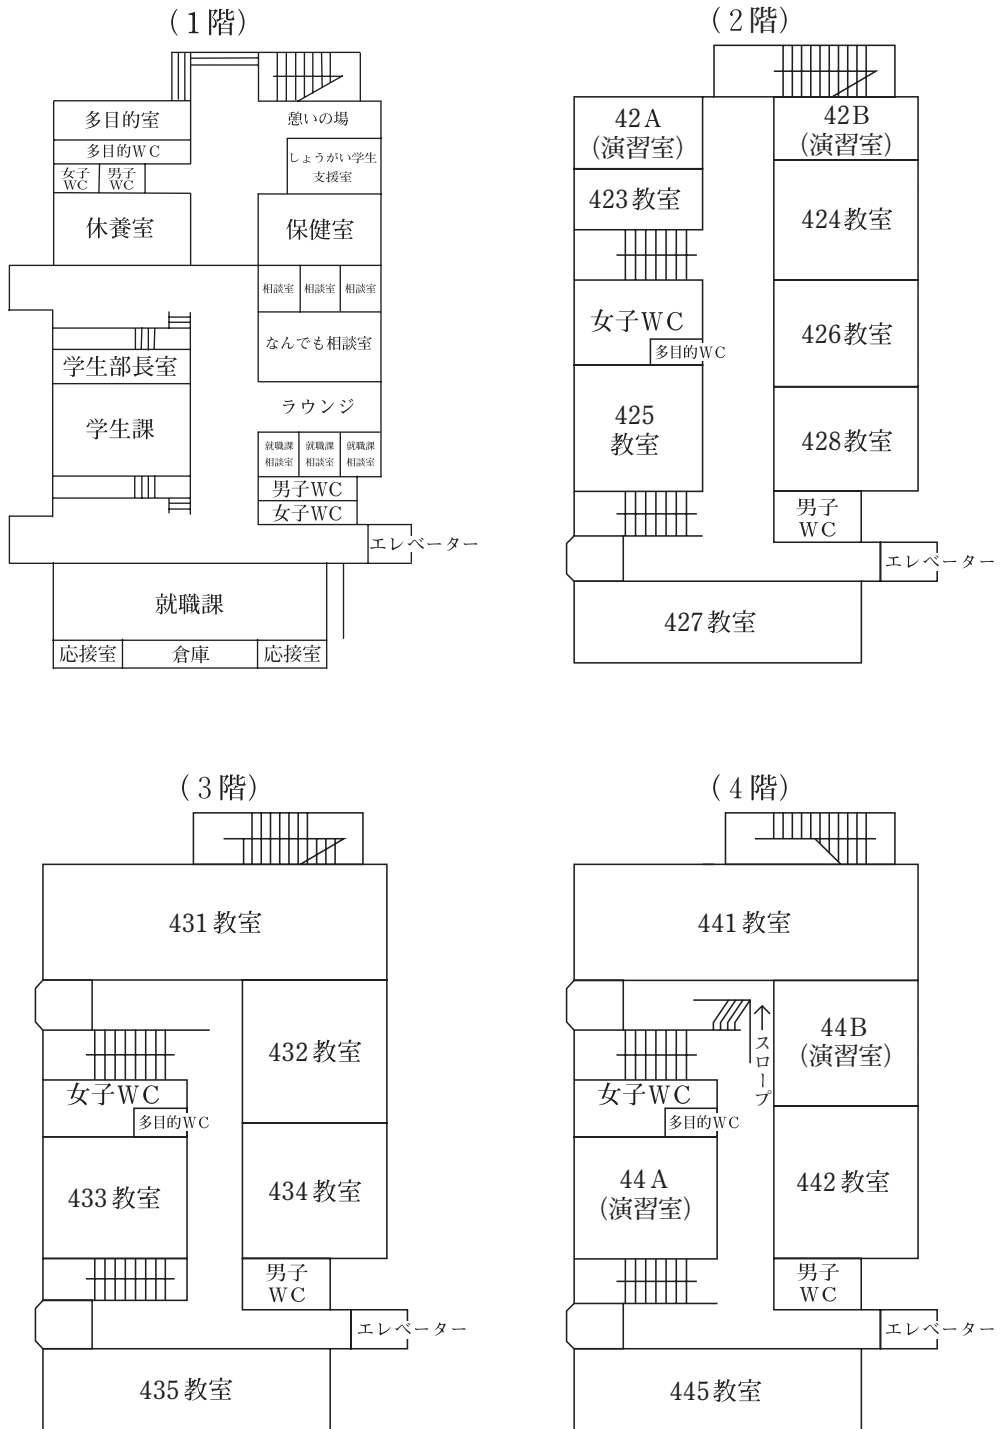 （1階）
多目的室
憩いの場
多目的WC
しょうがい学生
支援室
女子
WC
男子
WC
休養室
保健室
相談室
相談室
相談室
なんでも相談室
学生部長室
ラウンジ
学生課
就職課
相談室
就職課
相談室
就職課
相談室
男子WC
女子WC
エレベーター
就職課
応接室
倉庫
応接室
（2階）
42A
（演習室）
42B
（演習室）
423教室
424教室
女子WC
多目的WC
426教室
425
教室
428教室
男子
WC
エレベーター
427教室
（3階）
431教室
432教室
女子WC
多目的WC
433教室
434教室
男子
WC
エレベーター
435教室
（4階）
441教室
スロープ
44B
（演習室）
女子WC
多目的WC
44A
（演習室）
442教室
男子
WC
エレベーター
445教室